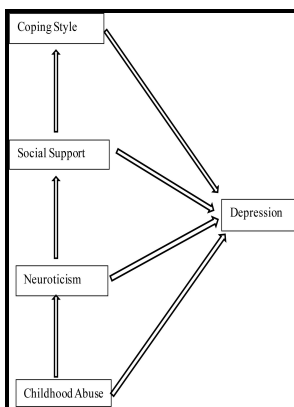 Coping Style
Social Support
Depression
Neuroticism
Childhood Abuse